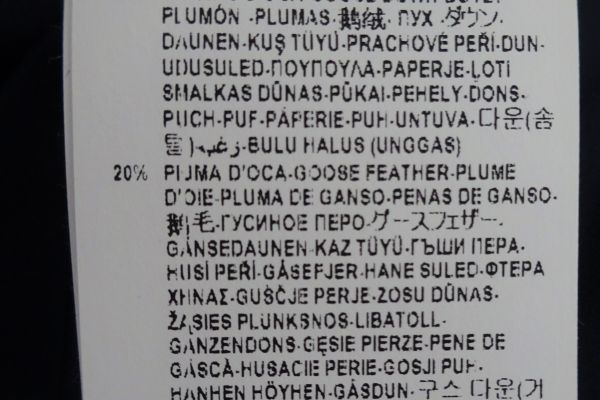 PLUMÓN -PLUMAS- 鹅绒- ПУХ- ダウン-
DAUNEN-KUŞ TÜYÜ-PRACHOVÉ PEŘÍ-DUN-
UDUSULED-ΠΟΥΠΟΥΛΑ-PAPERJE-ĻOTI
SMALKAS DŪNAS-PŪKAI-PEHELY-DONS-
PUCH-PUF-PÁPERIE-PUH-UNTUVA-다운(솜
털)-زغب-BULU HALUS (UNGGAS)
20% PIUMA D'OCA-GOOSE FEATHER-PLUME
D'OIE-PLUMA DE GANSO-PENAS DE GANSO-
鹅毛-ГУСИНОЕ ПЕРО-グースフェザー-
GÄNSEDAUNEN-KAZ TÜYÜ-ГЪШИ ПЕРА-
HUSÍ PEŘÍ-GÅSEFJER-HANE SULED-ΦΤΕΡΑ
ΧΗΝΑΣ-GUŠČJE PERJE-ZOSU DŪNAS-
ŽĄSIES PLUNKSNOS-LIBATOLL-
GANZENDONS-GĘSIE PIERZE-PENE DE
GÂSCĂ-HUSACIE PERIE-GOSJI PUH-
HANHEN HÖYHEN-GÅSDUN-구스 다운(거